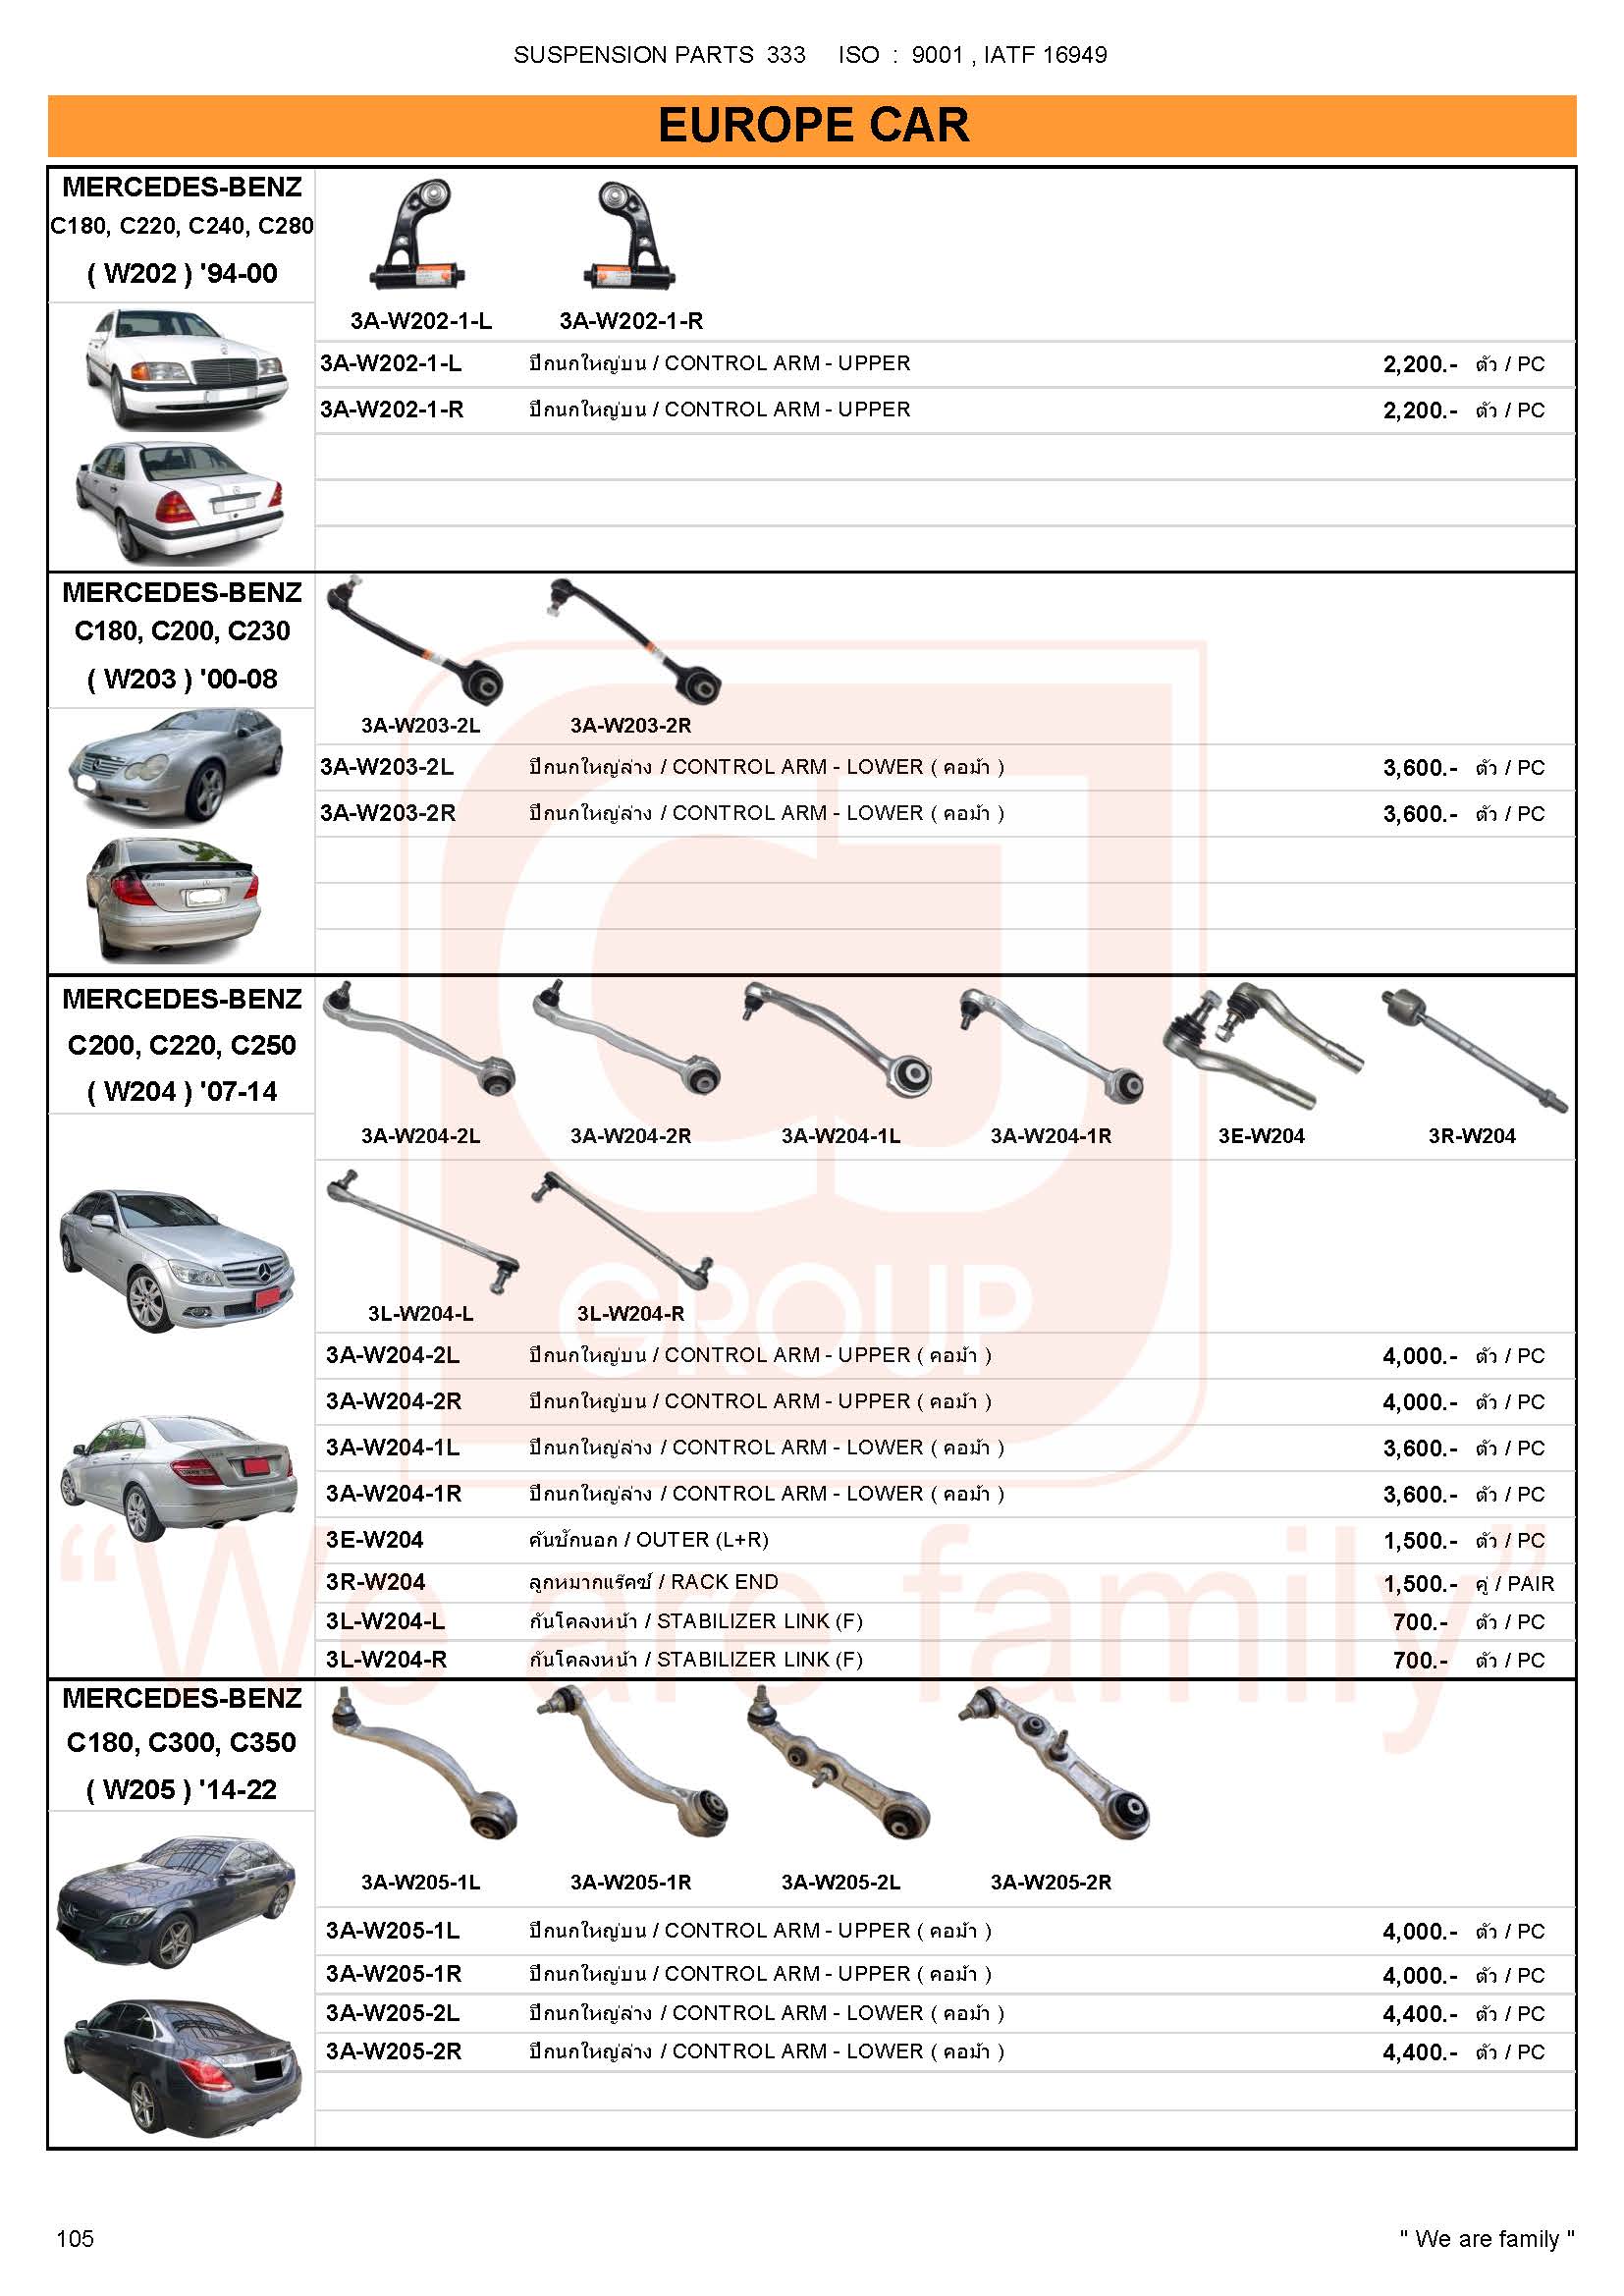 SUSPENSION PARTS 333 ISO : 9001 , IATF 16949
EUROPE CAR
MERCEDES-BENZ
C180, C220, C240, C280
( W202 ) '94-00
3A-W202-1-L 3A-W202-1-R
3A-W202-1-L ปีกนกใหญ่บน / CONTROL ARM - UPPER 2,200.- ตัว / PC
3A-W202-1-R ปีกนกใหญ่บน / CONTROL ARM - UPPER 2,200.- ตัว / PC
MERCEDES-BENZ
C180, C200, C230
( W203 ) '00-08
3A-W203-2L 3A-W203-2R
3A-W203-2L ปีกนกใหญ่ล่าง / CONTROL ARM - LOWER ( คอม้า ) 3,600.- ตัว / PC
3A-W203-2R ปีกนกใหญ่ล่าง / CONTROL ARM - LOWER ( คอม้า ) 3,600.- ตัว / PC
MERCEDES-BENZ
C200, C220, C250
( W204 ) '07-14
3A-W204-2L 3A-W204-2R 3A-W204-1L 3A-W204-1R 3E-W204 3R-W204
3L-W204-L 3L-W204-R
3A-W204-2L ปีกนกใหญ่บน / CONTROL ARM - UPPER ( คอม้า ) 4,000.- ตัว / PC
3A-W204-2R ปีกนกใหญ่บน / CONTROL ARM - UPPER ( คอม้า ) 4,000.- ตัว / PC
3A-W204-1L ปีกนกใหญ่ล่าง / CONTROL ARM - LOWER ( คอม้า ) 3,600.- ตัว / PC
3A-W204-1R ปีกนกใหญ่ล่าง / CONTROL ARM - LOWER ( คอม้า ) 3,600.- ตัว / PC
3E-W204 คันชักนอก / OUTER (L+R) 1,500.- ตัว / PC
3R-W204 ลูกหมากแร็คซ์ / RACK END 1,500.- คู่ / PAIR
3L-W204-L กันโคลงหน้า / STABILIZER LINK (F) 700.- ตัว / PC
3L-W204-R กันโคลงหน้า / STABILIZER LINK (F) 700.- ตัว / PC
MERCEDES-BENZ
C180, C300, C350
( W205 ) '14-22
3A-W205-1L 3A-W205-1R 3A-W205-2L 3A-W205-2R
3A-W205-1L ปีกนกใหญ่บน / CONTROL ARM - UPPER ( คอม้า ) 4,000.- ตัว / PC
3A-W205-1R ปีกนกใหญ่บน / CONTROL ARM - UPPER ( คอม้า ) 4,000.- ตัว / PC
3A-W205-2L ปีกนกใหญ่ล่าง / CONTROL ARM - LOWER ( คอม้า ) 4,400.- ตัว / PC
3A-W205-2R ปีกนกใหญ่ล่าง / CONTROL ARM - LOWER ( คอม้า ) 4,400.- ตัว / PC
CJ
GROUP
“We are family”
105 " We are family "